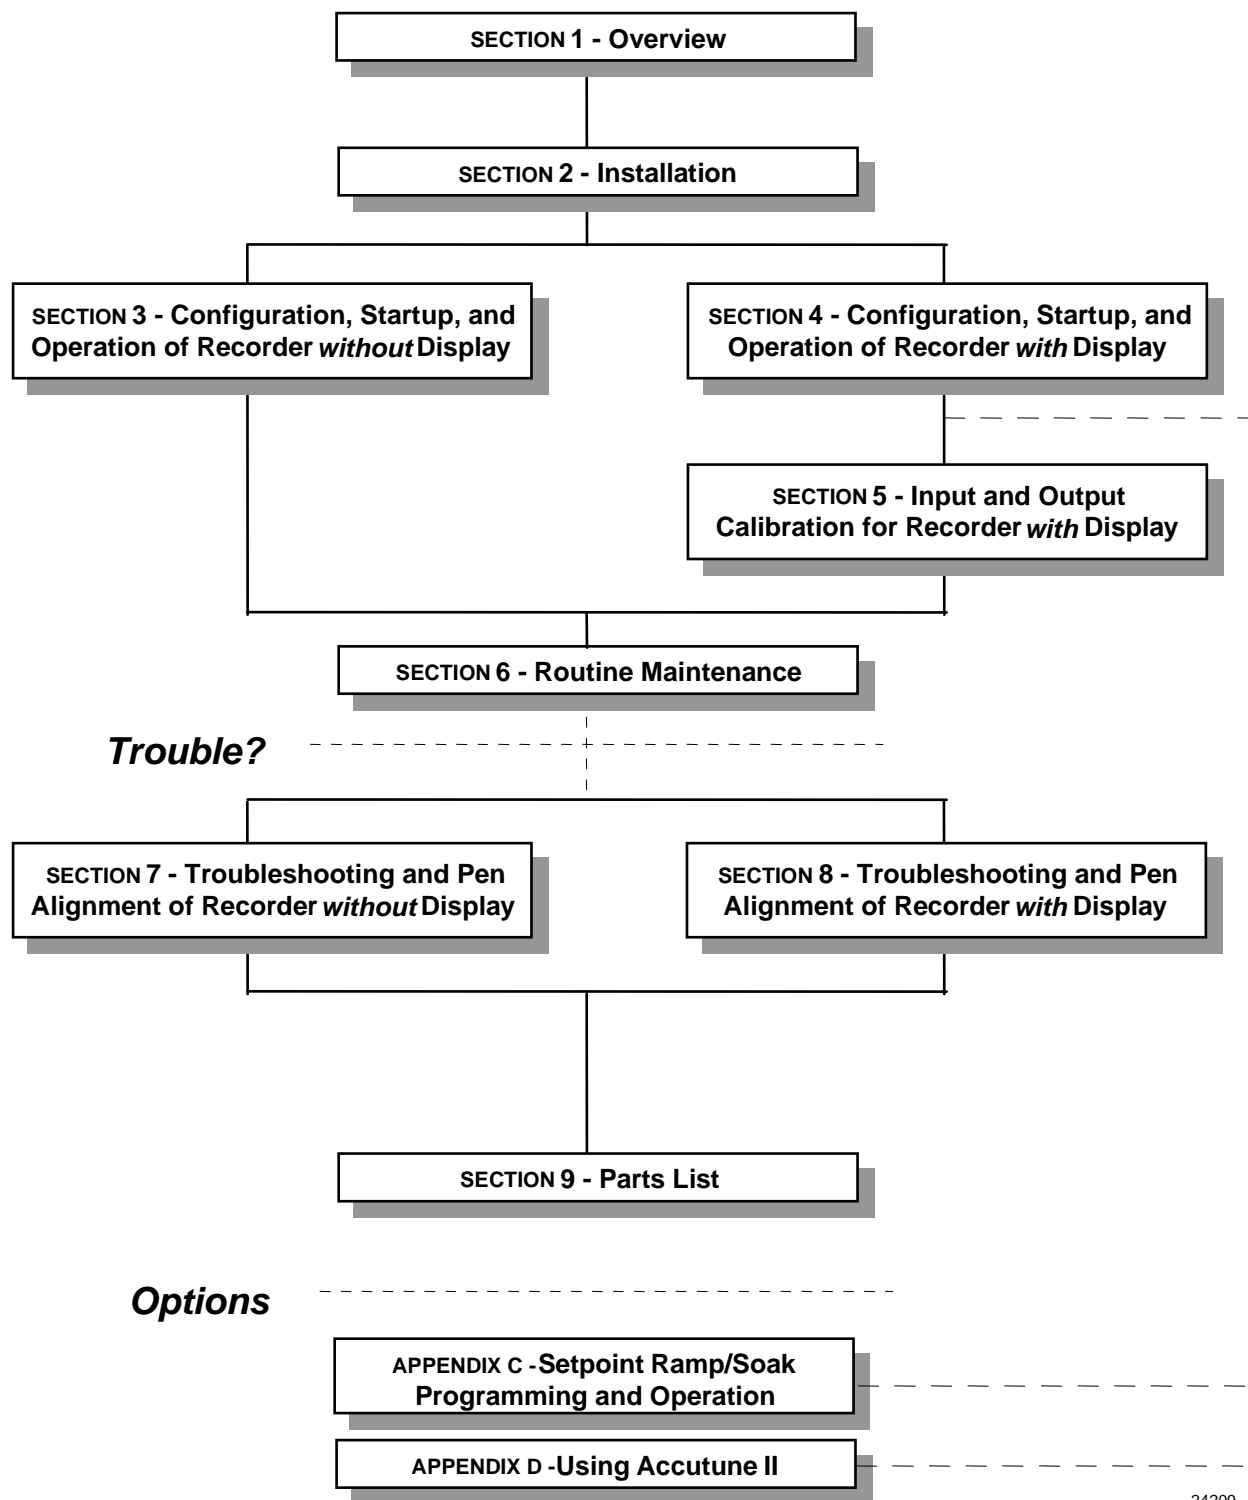 SECTION 1 - Overview
SECTION 2 - Installation
SECTION 3 - Configuration, Startup, and
Operation of Recorder without Display
SECTION 4 - Configuration, Startup, and
Operation of Recorder with Display
SECTION 5 - Input and Output
Calibration for Recorder with Display
SECTION 6 - Routine Maintenance
Trouble?
SECTION 7 - Troubleshooting and Pen
Alignment of Recorder without Display
SECTION 8 - Troubleshooting and Pen
Alignment of Recorder with Display
SECTION 9 - Parts List
Options
APPENDIX C -Setpoint Ramp/Soak
Programming and Operation
APPENDIX D -Using Accutune II